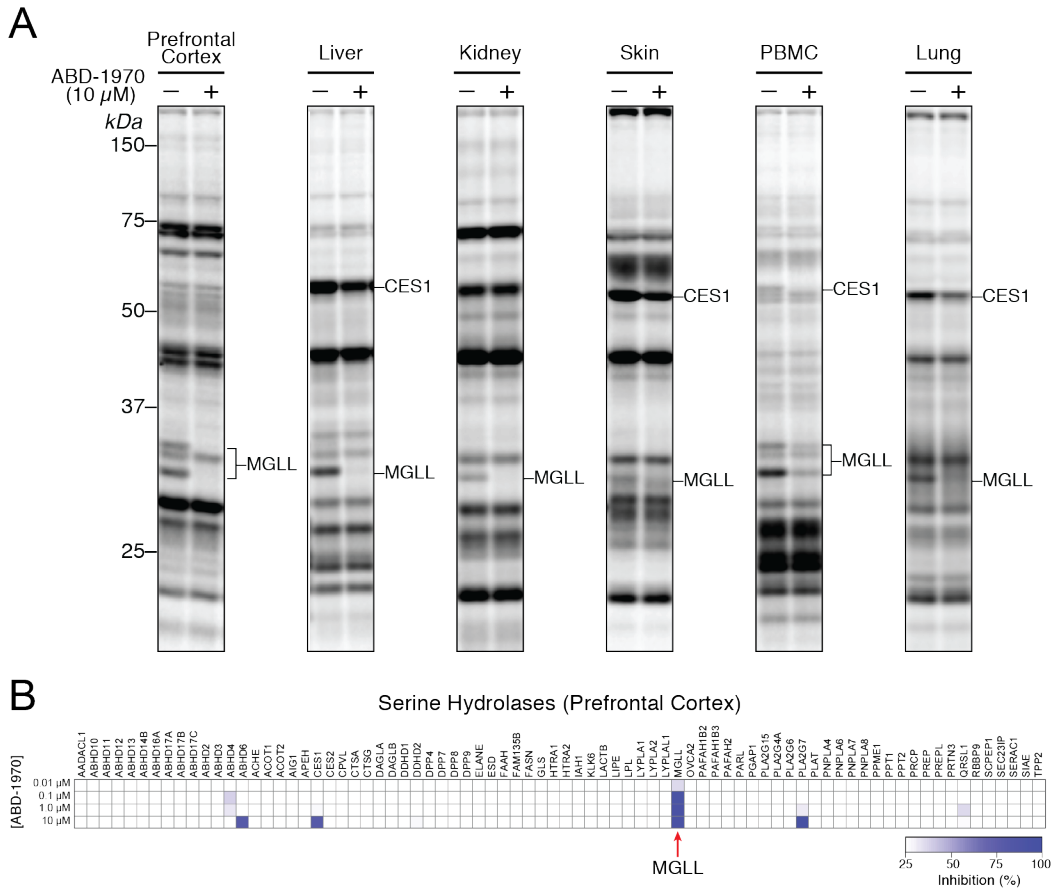 A
Prefrontal
Cortex
Liver
Kidney
Skin
PBMC
Lung
ABD-1970
(10 µM)
− + − + − + − + − + − +
kDa
150
75
50
37
25
CES1
CES1
CES1
CES1
MGLL
MGLL
MGLL
MGLL
MGLL
MGLL
B
Serine Hydrolases (Prefrontal Cortex)
AADACL1
ABHD10
ABHD11
ABHD12
ABHD13
ABHD14B
ABHD16A
ABHD17A
ABHD17B
ABHD17C
ABHD2
ABHD3
ABHD4
ABHD6
ACHE
ACOT1
ACOT2
AIG1
APEH
CES1
CES2
CPVL
CTSA
CTSG
DAGLA
DAGLB
DDHD1
DDHD2
DPP4
DPP7
DPP8
DPP9
ELANE
ESD
FAAH
FAM135B
FASN
GLS
HTRA1
HTRA2
IAH1
KLK6
LACTB
LIPE
LPL
LYPLA1
LYPLA2
LYPLAL1
MGLL
OVCA2
PAFAH1B2
PAFAH1B3
PAFAH2
PARL
PGAP1
PLA2G15
PLA2G4A
PLA2G6
PLA2G7
PLAT
PNPLA4
PNPLA6
PNPLA7
PNPLA8
PPME1
PPT1
PPT2
PRCP
PREP
PREPL
PRTN3
QRSL1
RBBP9
SCPEP1
SEC23IP
SERAC1
SIAE
TPP2
[ABD-1970]
0.01 µM
0.1 µM
1.0 µM
10 µM
MGLL
25 50 75 100
Inhibition (%)